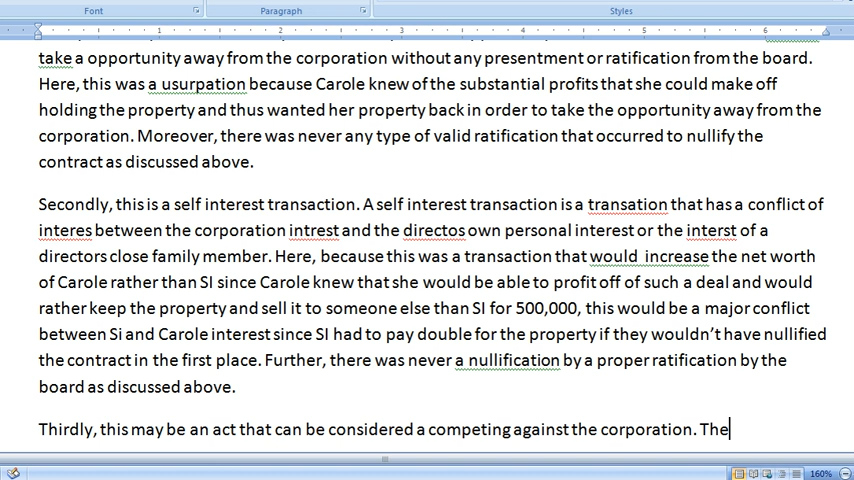 Font Paragraph Styles
1 2 3 4 5 6
take a opportunity away from the corporation without any presentment or ratification from the board.
Here, this was a usurpation because Carole knew of the substantial profits that she could make off
holding the property and thus wanted her property back in order to take the opportunity away from the
corporation. Moreover, there was never any type of valid ratification that occurred to nullify the
contract as discussed above.
Secondly, this is a self interest transaction. A self interest transaction is a transation that has a conflict of
interes between the corporation intrest and the directos own personal interest or the interst of a
directors close family member. Here, because this was a transaction that would increase the net worth
of Carole rather than SI since Carole knew that she would be able to profit off of such a deal and would
rather keep the property and sell it to someone else than SI for 500,000, this would be a major conflict
between Si and Carole interest since SI had to pay double for the property if they wouldn't have nullified
the contract in the first place. Further, there was never a nullification by a proper ratification by the
board as discussed above.
Thirdly, this may be an act that can be considered a competing against the corporation. The
160%